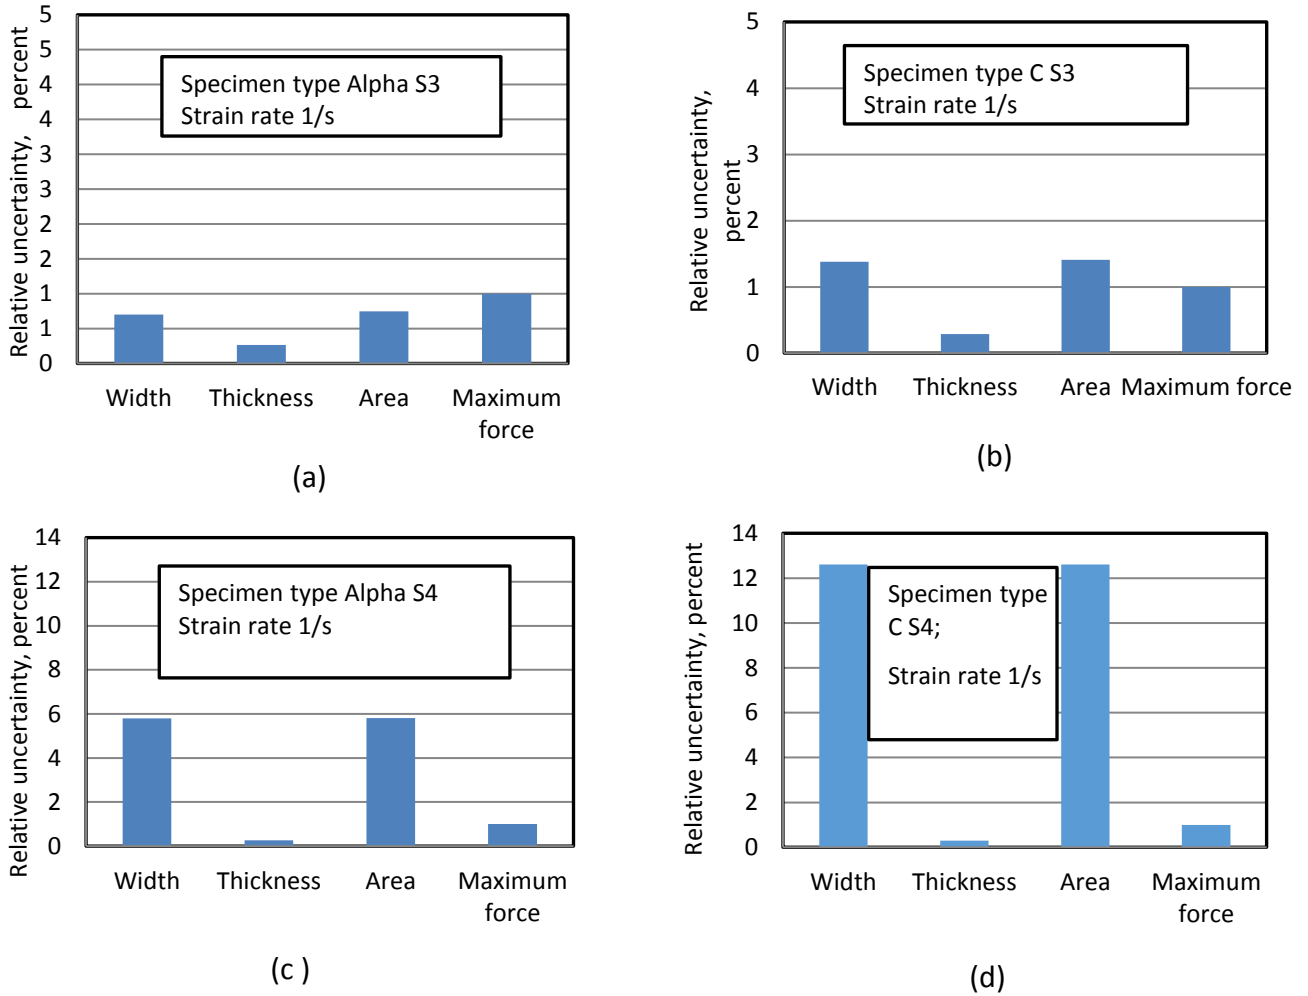 Relative uncertainty, percent
5
5
4
4
3
3
2
2
1
1
0
Specimen type Alpha S3
Strain rate 1/s
Width Thickness Area Maximum
force
(a)
Relative uncertainty,
percent
5
4
3
2
1
0
Specimen type C S3
Strain rate 1/s
Width Thickness Area Maximum force
(b)
Relative uncertainty, percent
14
12
10
8
6
4
2
0
Specimen type Alpha S4
Strain rate 1/s
Width Thickness Area Maximum
force
(c )
Relative uncertainty, percent
14
12
10
8
6
4
2
0
Specimen type
C S4;
Strain rate 1/s
Width Thickness Area Maximum
force
(d)